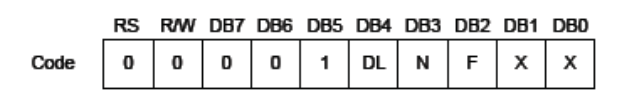 RS R/W DB7 DB6 DB5 DB4 DB3 DB2 DB1 DB0
Code 0 0 0 0 1 DL N F X X